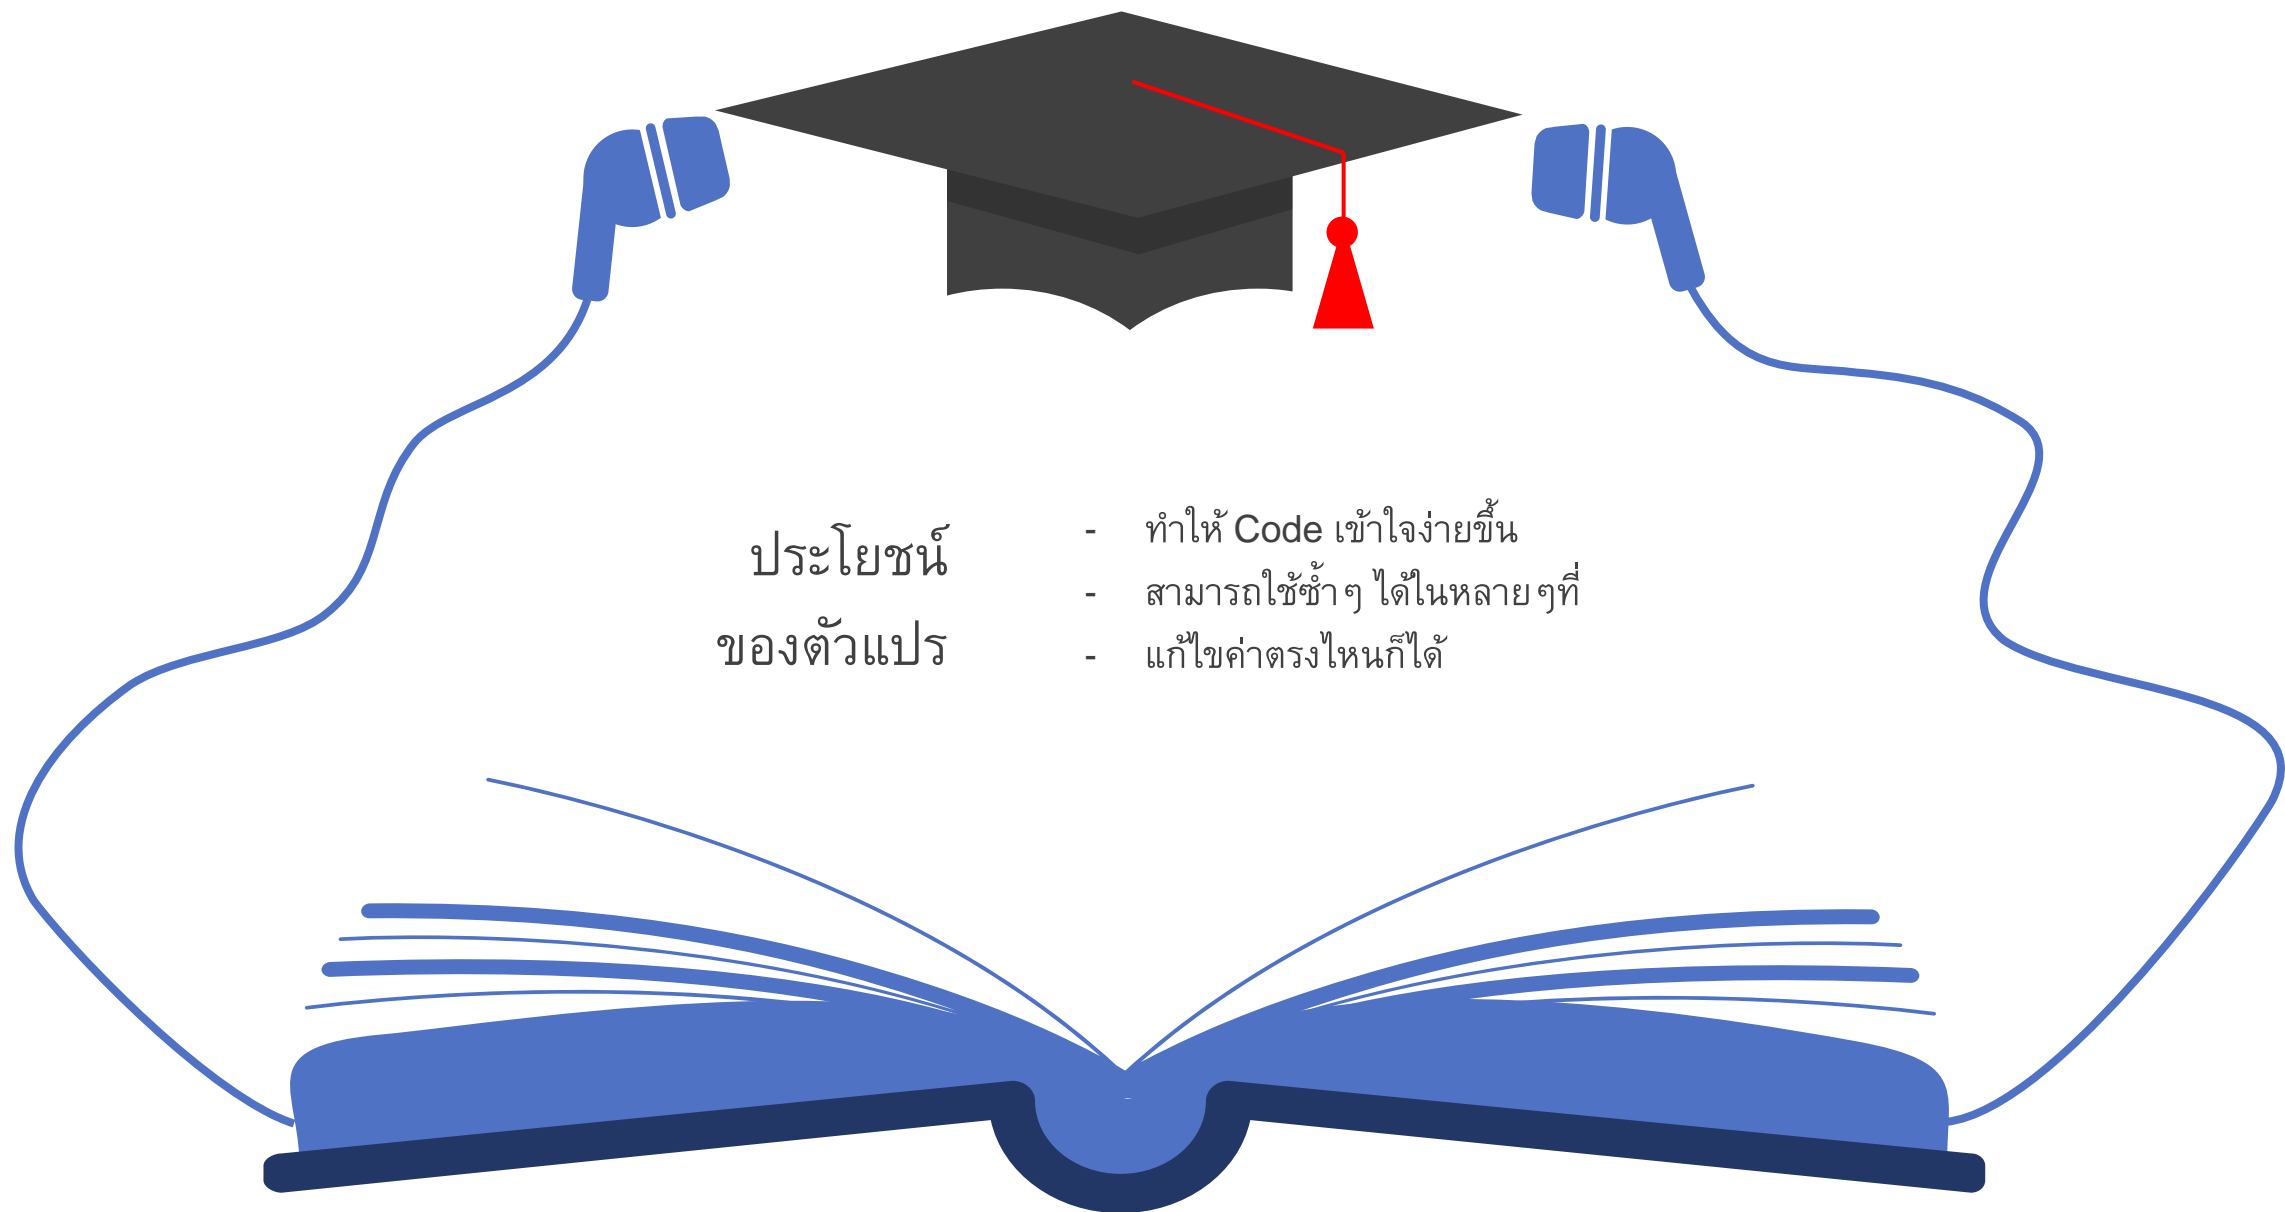 ประโยชน์
ของตัวแปร
- ทำให้ Code เข้าใจง่ายขึ้น
- สามารถใช้ซ้ำๆ ได้ในหลายๆที่
- แก้ไขค่าตรงไหนก็ได้